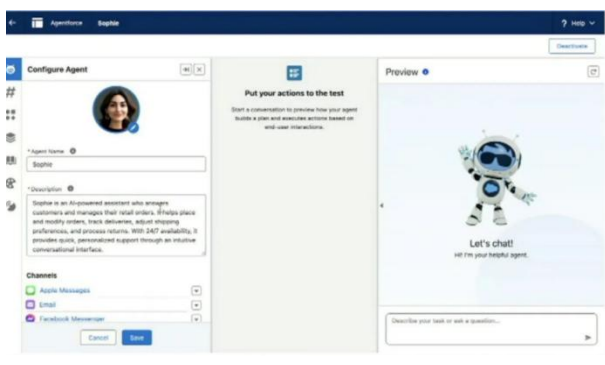 Agentforce Sophie ? Help
Deactivate
Configure Agent
Put your actions to the test
Start a conversation to preview how your agent
builds a plan and executes actions based on
end-user interactions.
Preview
* Agent Name
Sophie
* Description
Sophie is an AI-powered assistant who answers
customers and manages their retail orders. It helps place
and modify orders, track deliveries, adjust shipping
preferences, and process returns. With 24/7 availability, it
provides quick, personalized support through an intuitive
conversational interface.
Channels
Apple Messages
Email
Facebook Messenger
Cancel Save
Let's chat!
Hi! I'm your helpful agent.
Describe your task or ask a question...